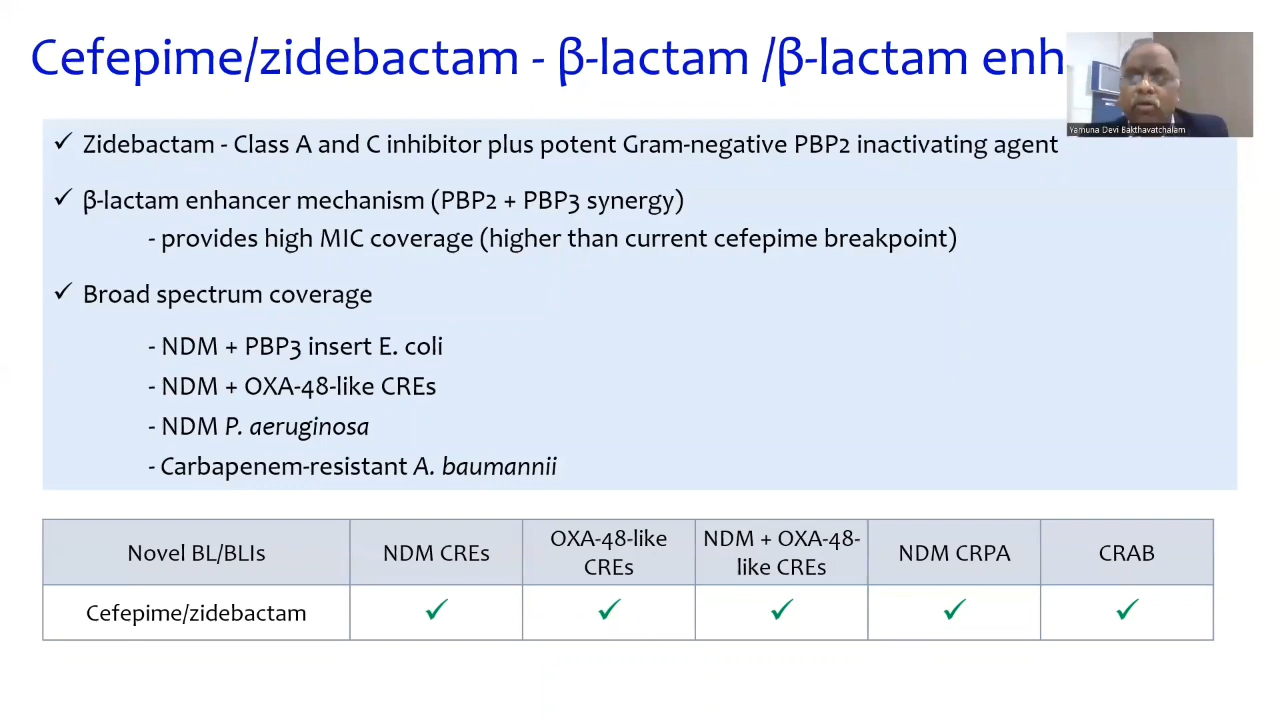 Cefepime/zidebactam - β-lactam /β-lactam enh
Yamuna Devi Bakthavatchalam
✓ Zidebactam - Class A and C inhibitor plus potent Gram-negative PBP2 inactivating agent
✓ β-lactam enhancer mechanism (PBP2 + PBP3 synergy)
- provides high MIC coverage (higher than current cefepime breakpoint)
✓ Broad spectrum coverage
- NDM + PBP3 insert E. coli
- NDM + OXA-48-like CREs
- NDM P. aeruginosa
- Carbapenem-resistant A. baumannii
Novel BL/BLIs
NDM CREs
OXA-48-like
CREs
NDM + OXA-48-
like CREs
NDM CRPA
CRAB
Cefepime/zidebactam ✓ ✓ ✓ ✓ ✓